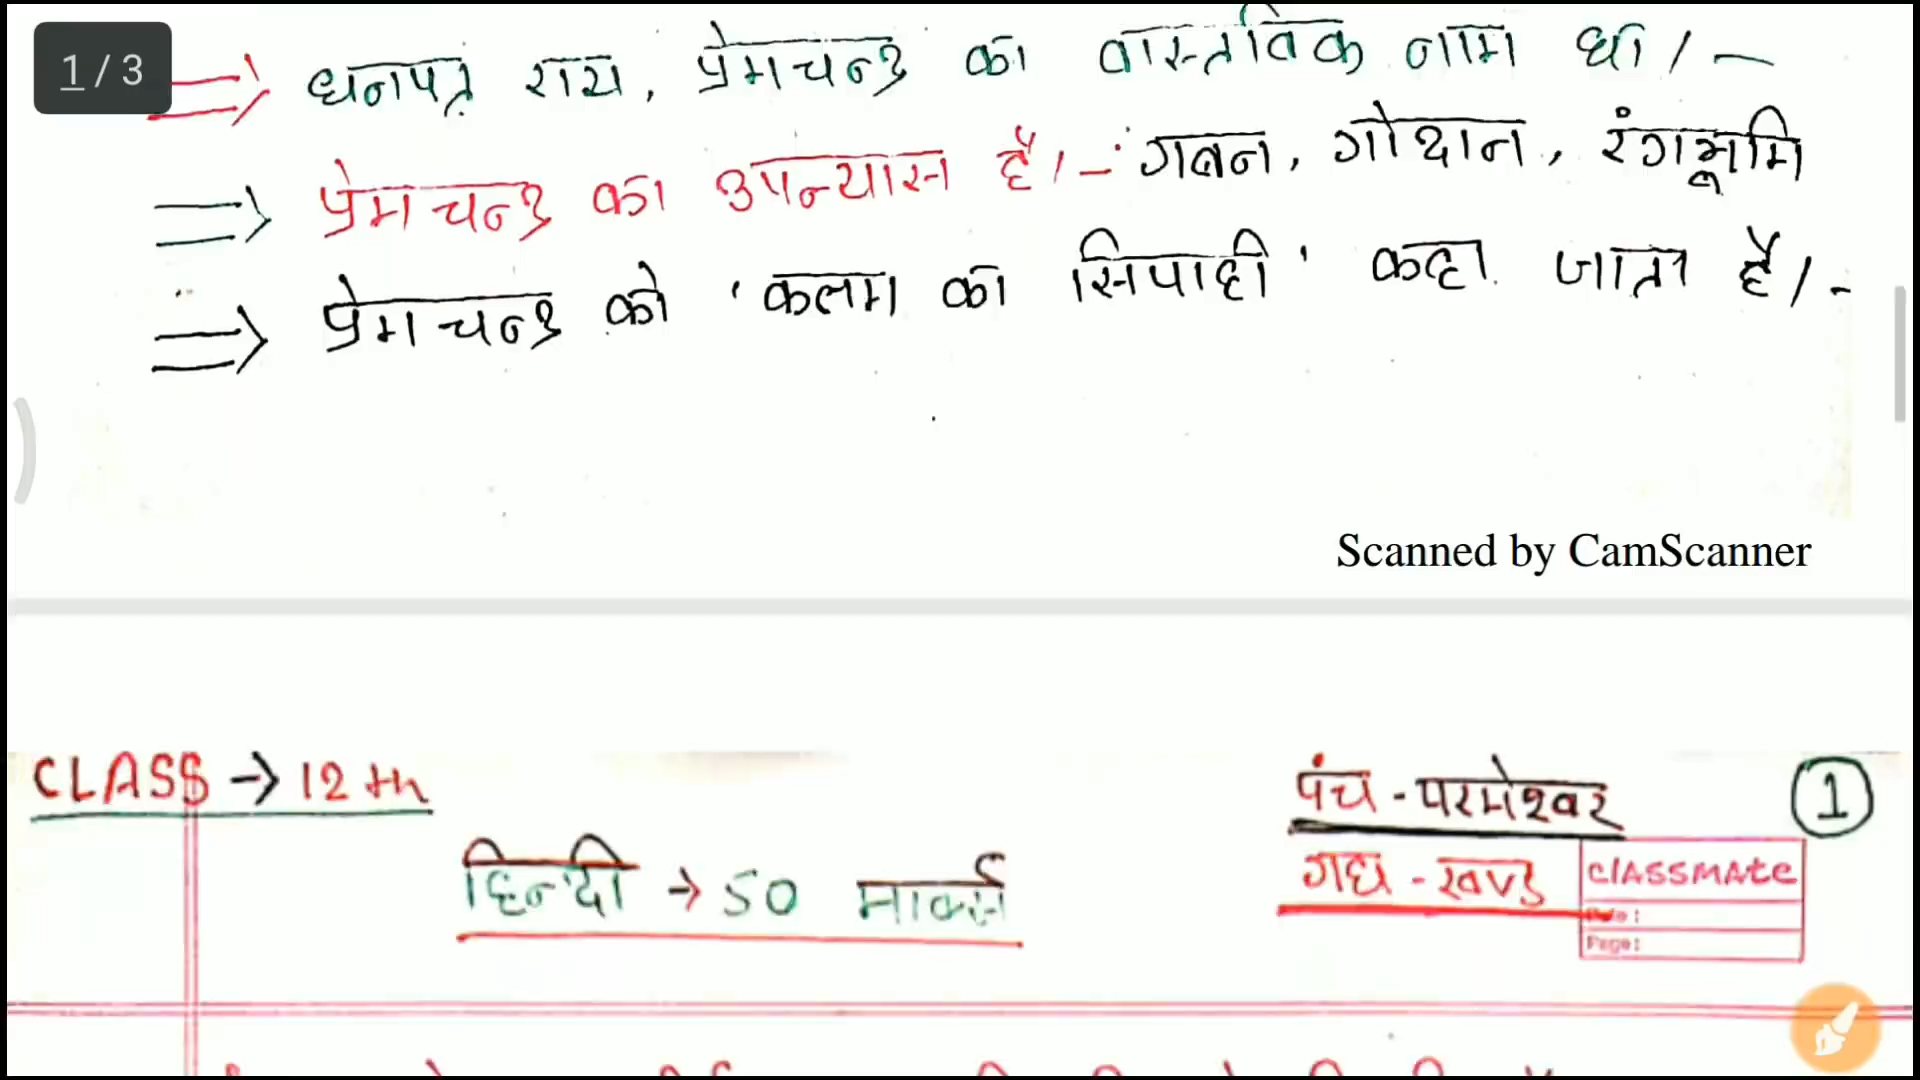 1 / 3
⇒ धनपत राय, प्रेमचन्द्र का वास्तविक नाम था।-
⇒ प्रेमचन्द्र का उपन्यास है।-: गबन, गोदान, रंगभूमि
⇒ प्रेमचन्द्र को 'कलम का सिपाही' कहा जाता है।-
Scanned by CamScanner
CLASS → 12th
पंच-परमेश्वर
1
हिन्दी → 50 मार्क्स
गद्य-खण्ड
CLASSMATE
Date:
Page: